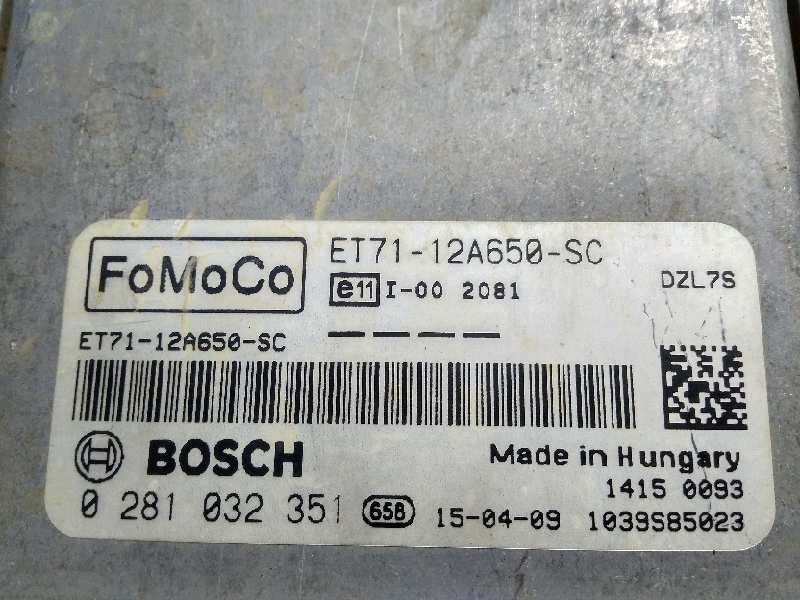 FoMoCo
ET71-12A650-SC
e11 I-00 2081
DZL7S
ET71-12A650-SC
BOSCH
Made in Hungary
1415 0093
0 281 032 351 658 15-04-09 1039S85023